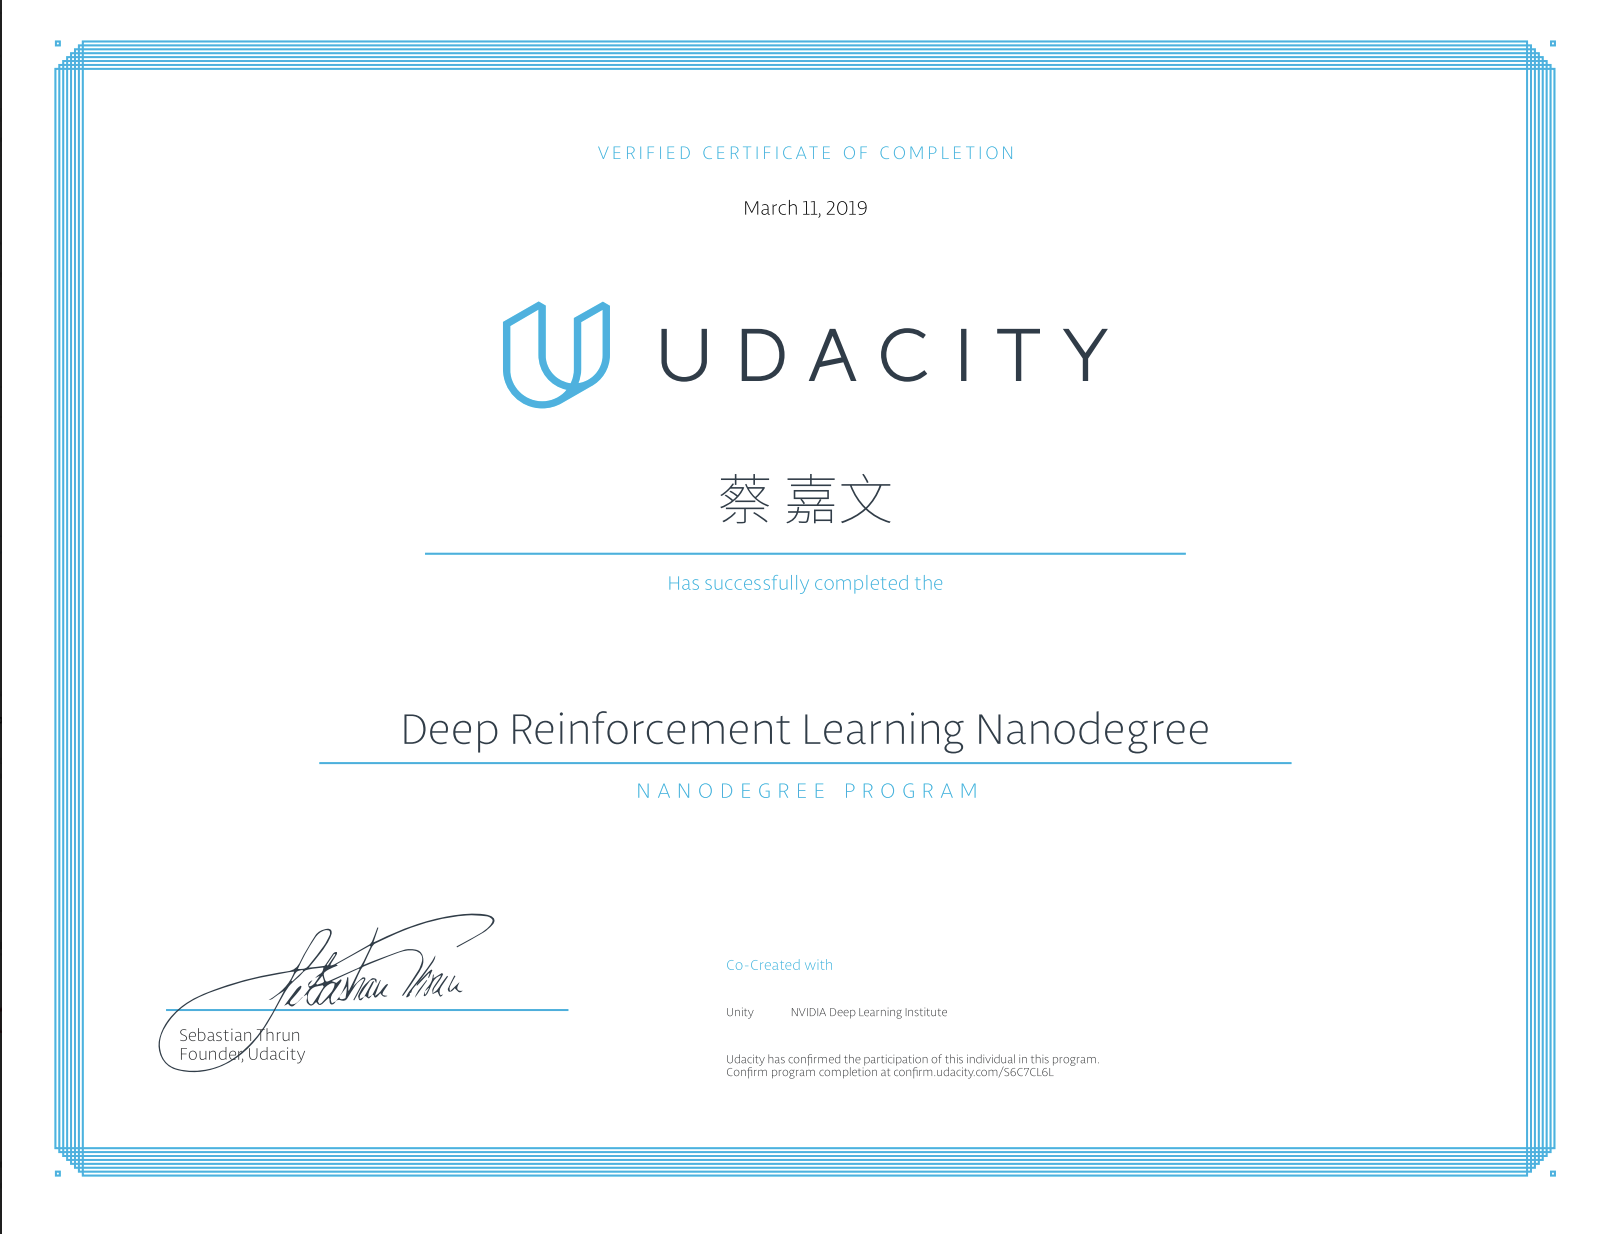 VERIFIED CERTIFICATE OF COMPLETION
March 11, 2019
UDACITY
蔡 嘉文
Has successfully completed the
Deep Reinforcement Learning Nanodegree
NANODEGREE PROGRAM
Sebastian Thrun
Sebastian Thrun
Founder, Udacity
Co-Created with
Unity NVIDIA Deep Learning Institute
Udacity has confirmed the participation of this individual in this program.
Confirm program completion at confirm.udacity.com/S6C7CL6L